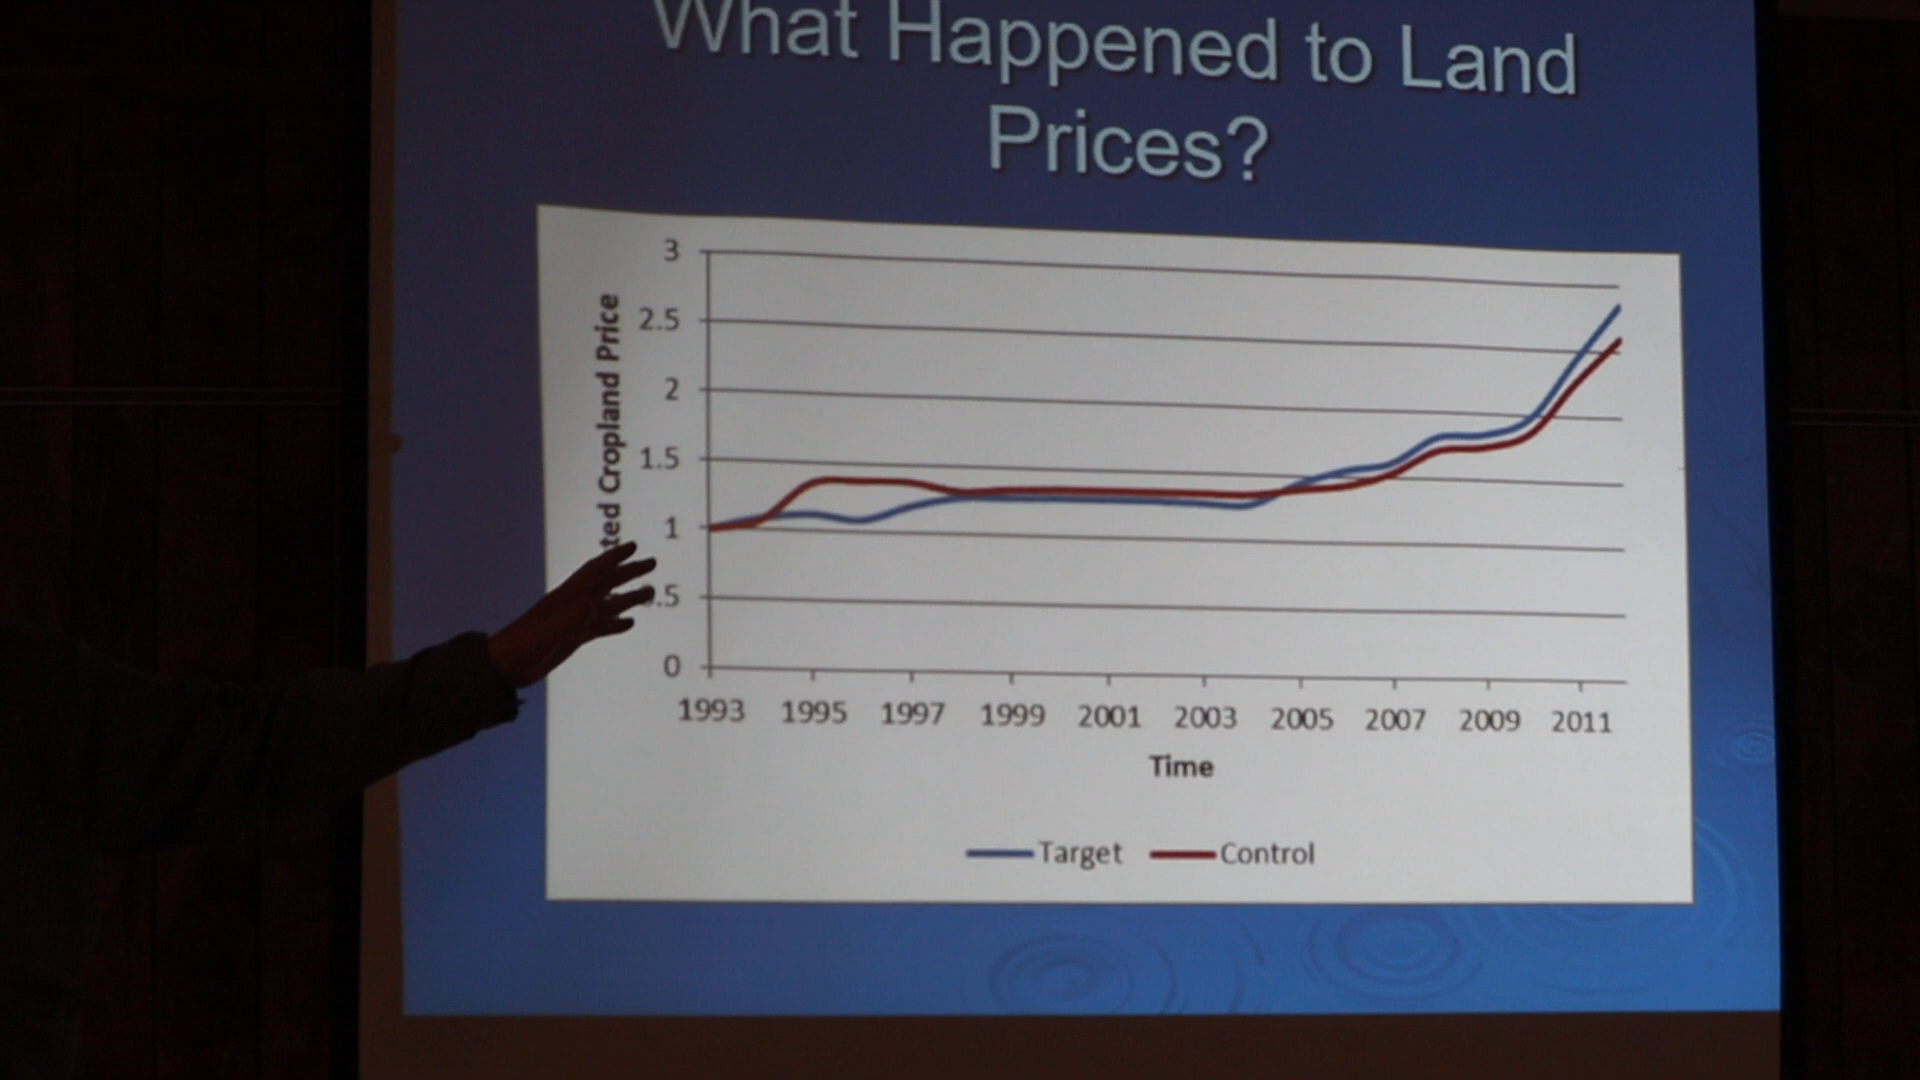 What Happened to Land
Prices?
3
2.5
2
1.5
1
.5
0
Cropland Price
1993 1995 1997 1999 2001 2003 2005 2007 2009 2011
Time
Target Control